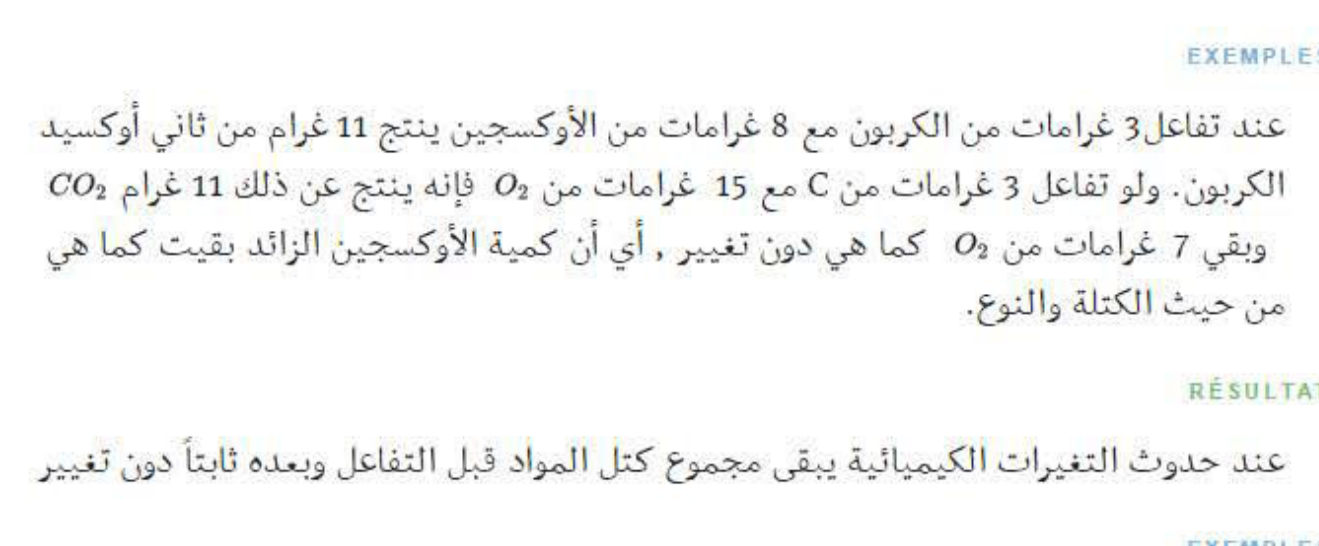 EXEMPLES
عند تفاعل3 غرامات من الكربون مع 8 غرامات من الأوكسجين ينتج 11 غرام من ثاني أوكسيد
الكربون. ولو تفاعل 3 غرامات من C مع 15 غرامات من O₂ فإنه ينتج عن ذلك 11 غرام CO₂
وبقي 7 غرامات من O₂ كما هي دون تغيير , أي أن كمية الأوكسجين الزائد بقيت كما هي
من حيث الكتلة والنوع.
RÉSULTAT
عند حدوث التغيرات الكيميائية يبقى مجموع كتل المواد قبل التفاعل وبعده ثابتاً دون تغيير